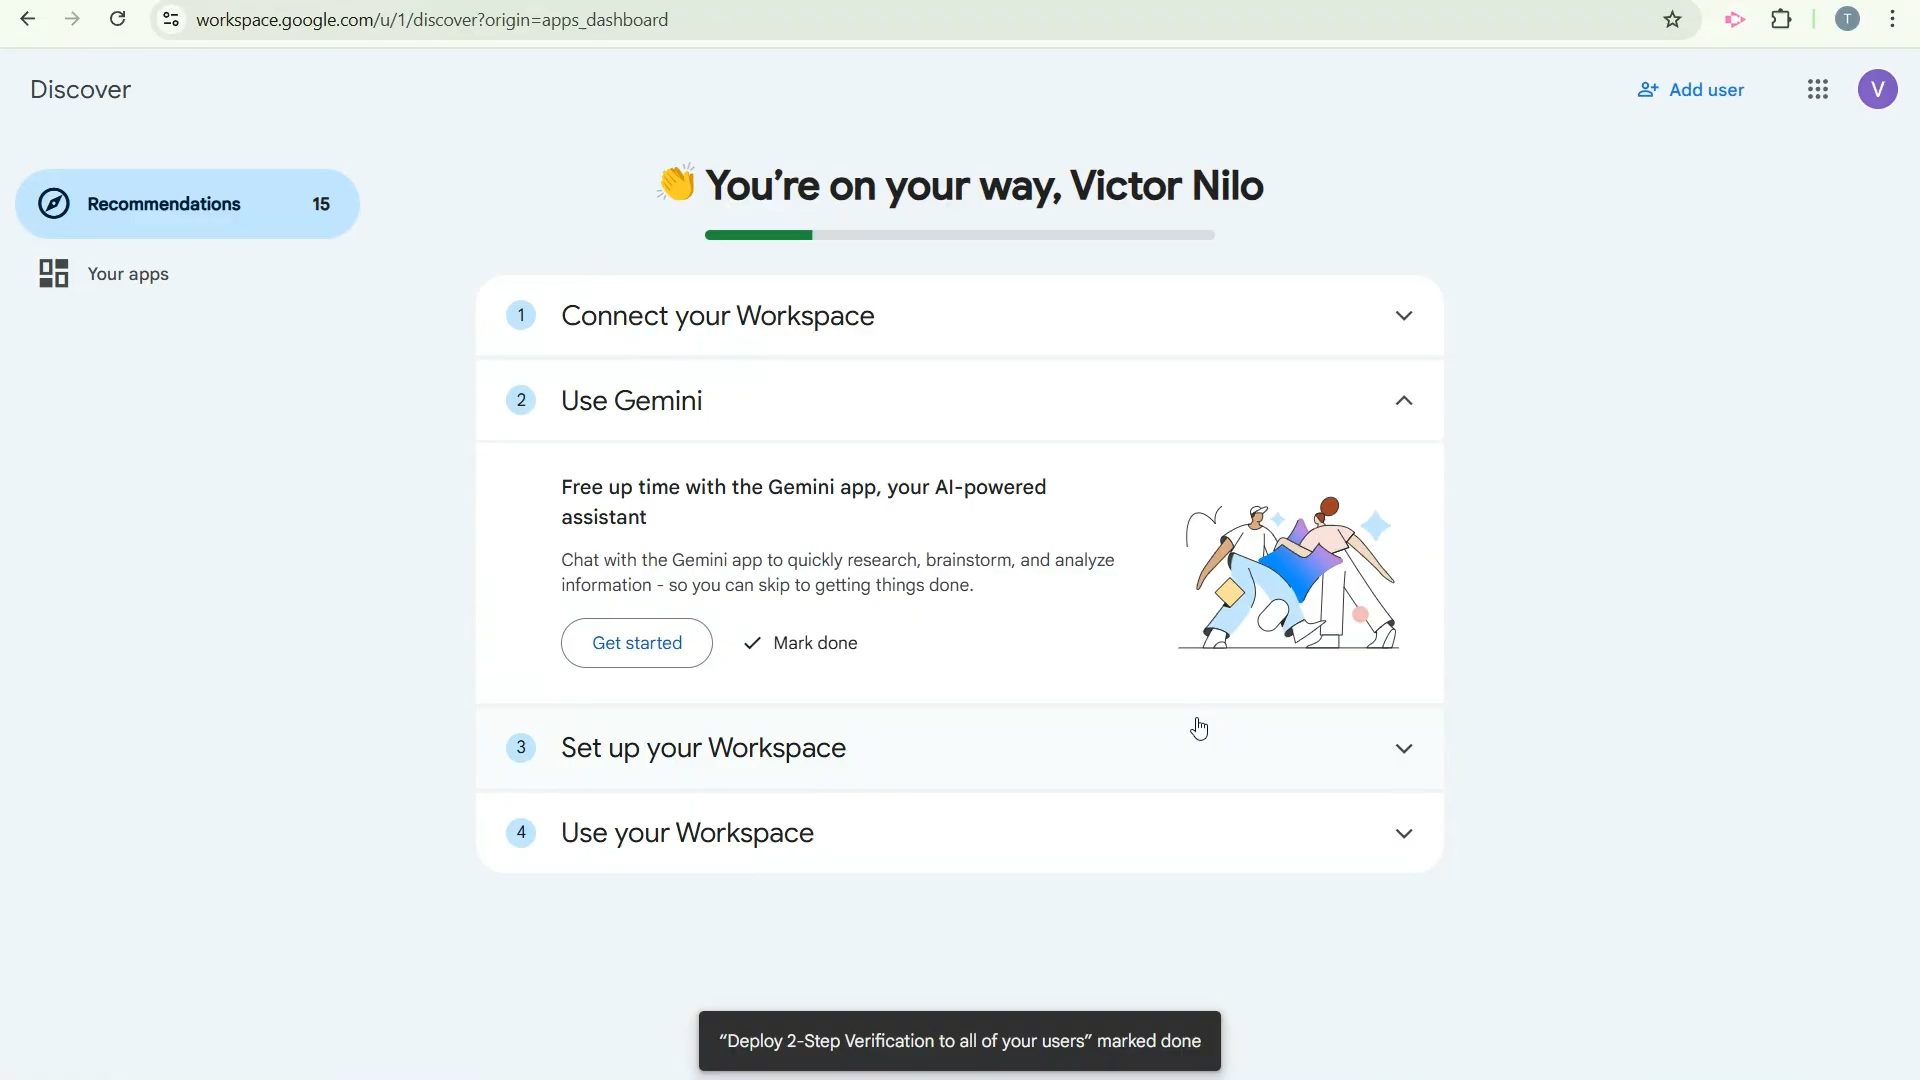 workspace.google.com/u/1/discover?origin=apps_dashboard
T
Discover
Add user
V
Recommendations 15
Your apps
👏 You're on your way, Victor Nilo
1 Connect your Workspace
2 Use Gemini
Free up time with the Gemini app, your AI-powered
assistant
Chat with the Gemini app to quickly research, brainstorm, and analyze
information - so you can skip to getting things done.
Get started
Mark done
3 Set up your Workspace
4 Use your Workspace
“Deploy 2-Step Verification to all of your users” marked done